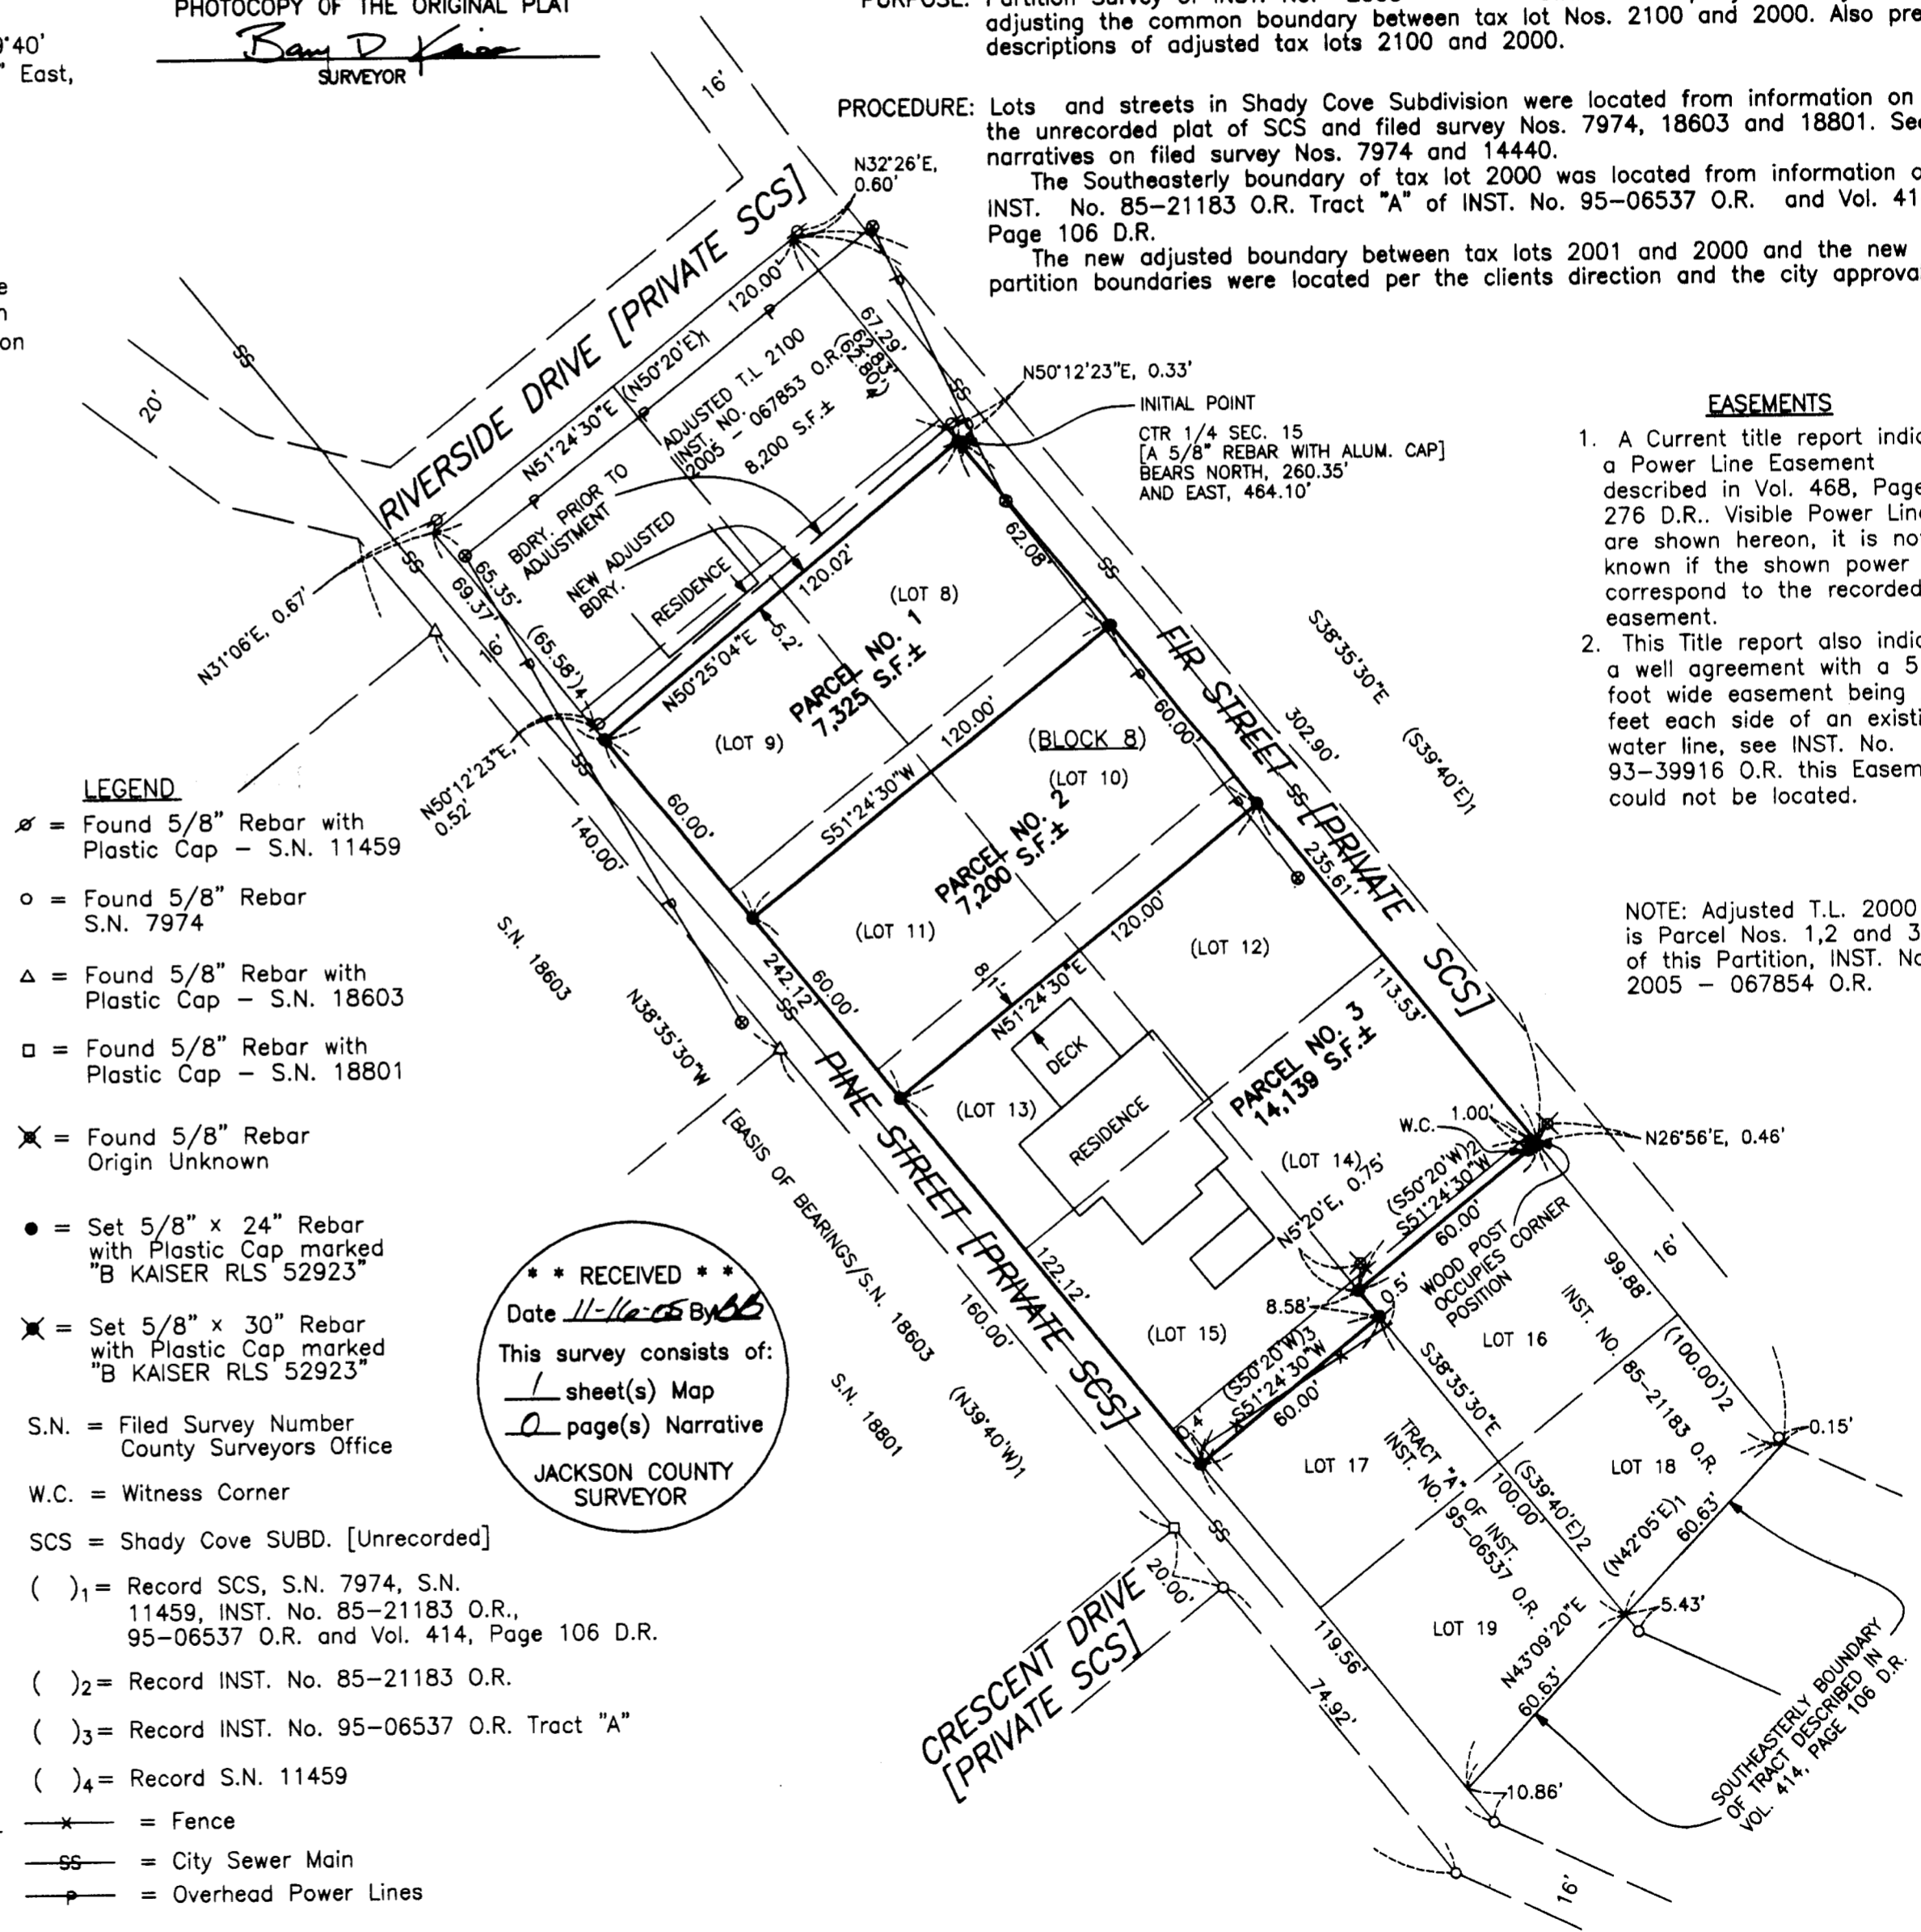 PHOTOCOPY OF THE ORIGINAL PLAT
SURVEYOR
9°40'
" East,
e
n
on
adjusting the common boundary between tax lot Nos. 2100 and 2000. Also pre
descriptions of adjusted tax lots 2100 and 2000.
PROCEDURE: Lots and streets in Shady Cove Subdivision were located from information on
the unrecorded plat of SCS and filed survey Nos. 7974, 18603 and 18801. See
narratives on filed survey Nos. 7974 and 14440.
The Southeasterly boundary of tax lot 2000 was located from information o
INST. No. 85-21183 O.R. Tract "A" of INST. No. 95-06537 O.R. and Vol. 41
Page 106 D.R.
The new adjusted boundary between tax lots 2001 and 2000 and the new
partition boundaries were located per the clients direction and the city approva
EASEMENTS
1. A Current title report indic
a Power Line Easement
described in Vol. 468, Page
276 D.R.. Visible Power Line
are shown hereon, it is no
known if the shown power
correspond to the recorded
easement.
2. This Title report also indic
a well agreement with a 5
foot wide easement being
feet each side of an existi
water line, see INST. No.
93-39916 O.R. this Easem
could not be located.
NOTE: Adjusted T.L. 2000
is Parcel Nos. 1,2 and 3
of this Partition, INST. No
2005 - 067854 O.R.
16'
N32°26'E,
0.60'
RIVERSIDE DRIVE [PRIVATE SCS]
20'
SS
120.00'
N51°24'30"E (N50°20'E)1
67.29'
62.83'
(62.80')4
ADJUSTED T.L 2100
INST. NO.
2005 - 067853 O.R.
8,200 S.F.±
BDRY. PRIOR TO
ADJUSTMENT
NEW ADJUSTED
BDRY.
RESIDENCE
N50°12'23"E, 0.33'
INITIAL POINT
CTR 1/4 SEC. 15
[A 5/8" REBAR WITH ALUM. CAP]
BEARS NORTH, 260.35'
AND EAST, 464.10'
N31°06'E, 0.67'
65.35'
69.37'
16'
(65.58')4
N50°25'04"E
120.02'
5.2'
62.08'
(LOT 8)
PARCEL NO. 1
7,325 S.F.±
(LOT 9)
N50°12'23"E,
0.52'
60.00'
S51°24'30"W
120.00'
(BLOCK 8)
(LOT 10)
PARCEL NO. 2
7,200 S.F.±
(LOT 11)
60.00'
FIR STREET [PRIVATE SCS]
S38°35'30"E
302.90'
(S39°40'E)1
235.61'
140.00'
S.N. 18603
N38°35'30"W
[BASIS OF BEARINGS/S.N. 18603
242.12'
60.00'
8.1'
N51°24'30"E
120.00'
(LOT 12)
DECK
(LOT 13)
RESIDENCE
PARCEL NO. 3
14,139 S.F.±
113.53'
PINE STREET [PRIVATE SCS]
W.C.
1.00'
N26°56'E, 0.46'
(LOT 14)
N5°20'E, 0.75'
(S50°20'W)2
S51°24'30"W
60.00'
0.5'
WOOD POST
OCCUPIES CORNER
POSITION
8.58'
122.12'
(LOT 15)
(S50°20'W)3
S51°24'30"W
60.00'
0.4'
160.00'
S.N. 18801
(N39°40'W)1
LOT 16
99.88'
16'
(100.00')2
INST. NO. 85-21183 O.R.
S38°35'30"E
100.00'
(S39°40'E)2
TRACT "A" OF INST.
INST. NO. 95-06537 O.R.
LOT 17
LOT 18
0.15'
(N42°05'E)1
60.63'
5.43'
LOT 19
N43°09'20"E
60.63'
119.56'
10.86'
74.92'
20.00'
16'
CRESCENT DRIVE
[PRIVATE SCS]
SOUTHEASTERLY BOUNDARY
OF TRACT DESCRIBED IN
VOL. 414, PAGE 106 D.R.
LEGEND
= Found 5/8" Rebar with
Plastic Cap - S.N. 11459
= Found 5/8" Rebar
S.N. 7974
= Found 5/8" Rebar with
Plastic Cap - S.N. 18603
= Found 5/8" Rebar with
Plastic Cap - S.N. 18801
= Found 5/8" Rebar
Origin Unknown
= Set 5/8" x 24" Rebar
with Plastic Cap marked
"B KAISER RLS 52923"
= Set 5/8" x 30" Rebar
with Plastic Cap marked
"B KAISER RLS 52923"
S.N. = Filed Survey Number
County Surveyors Office
W.C. = Witness Corner
SCS = Shady Cove SUBD. [Unrecorded]
( )1= Record SCS, S.N. 7974, S.N.
11459, INST. No. 85-21183 O.R.,
95-06537 O.R. and Vol. 414, Page 106 D.R.
( )2= Record INST. No. 85-21183 O.R.
( )3= Record INST. No. 95-06537 O.R. Tract "A"
( )4= Record S.N. 11459
= Fence
SS = City Sewer Main
P = Overhead Power Lines
* * RECEIVED * *
Date 11-16-05 By BB
This survey consists of:
1 sheet(s) Map
0 page(s) Narrative
JACKSON COUNTY
SURVEYOR